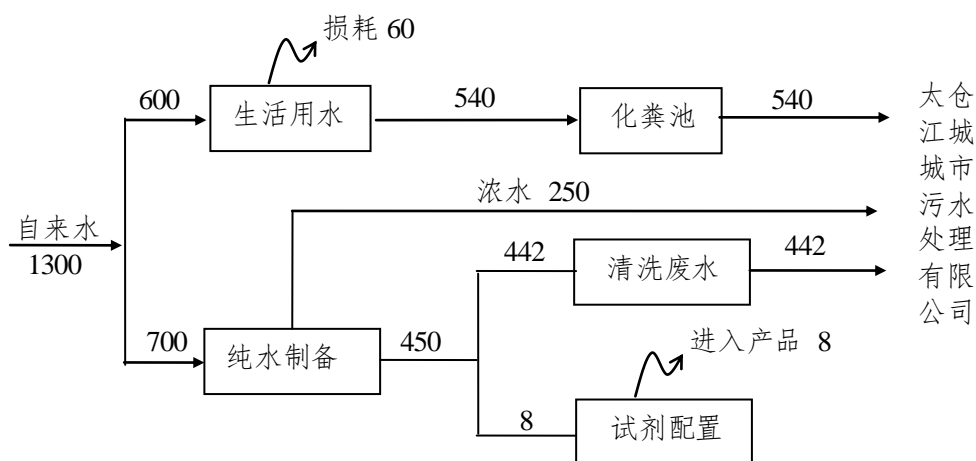 损耗 60
600
生活用水
540
化粪池
540
太仓
江城
城市
污水
处理
有限
公司
浓水 250
自来水
1300
442
清洗废水
442
700
纯水制备
450
进入产品 8
8
试剂配置